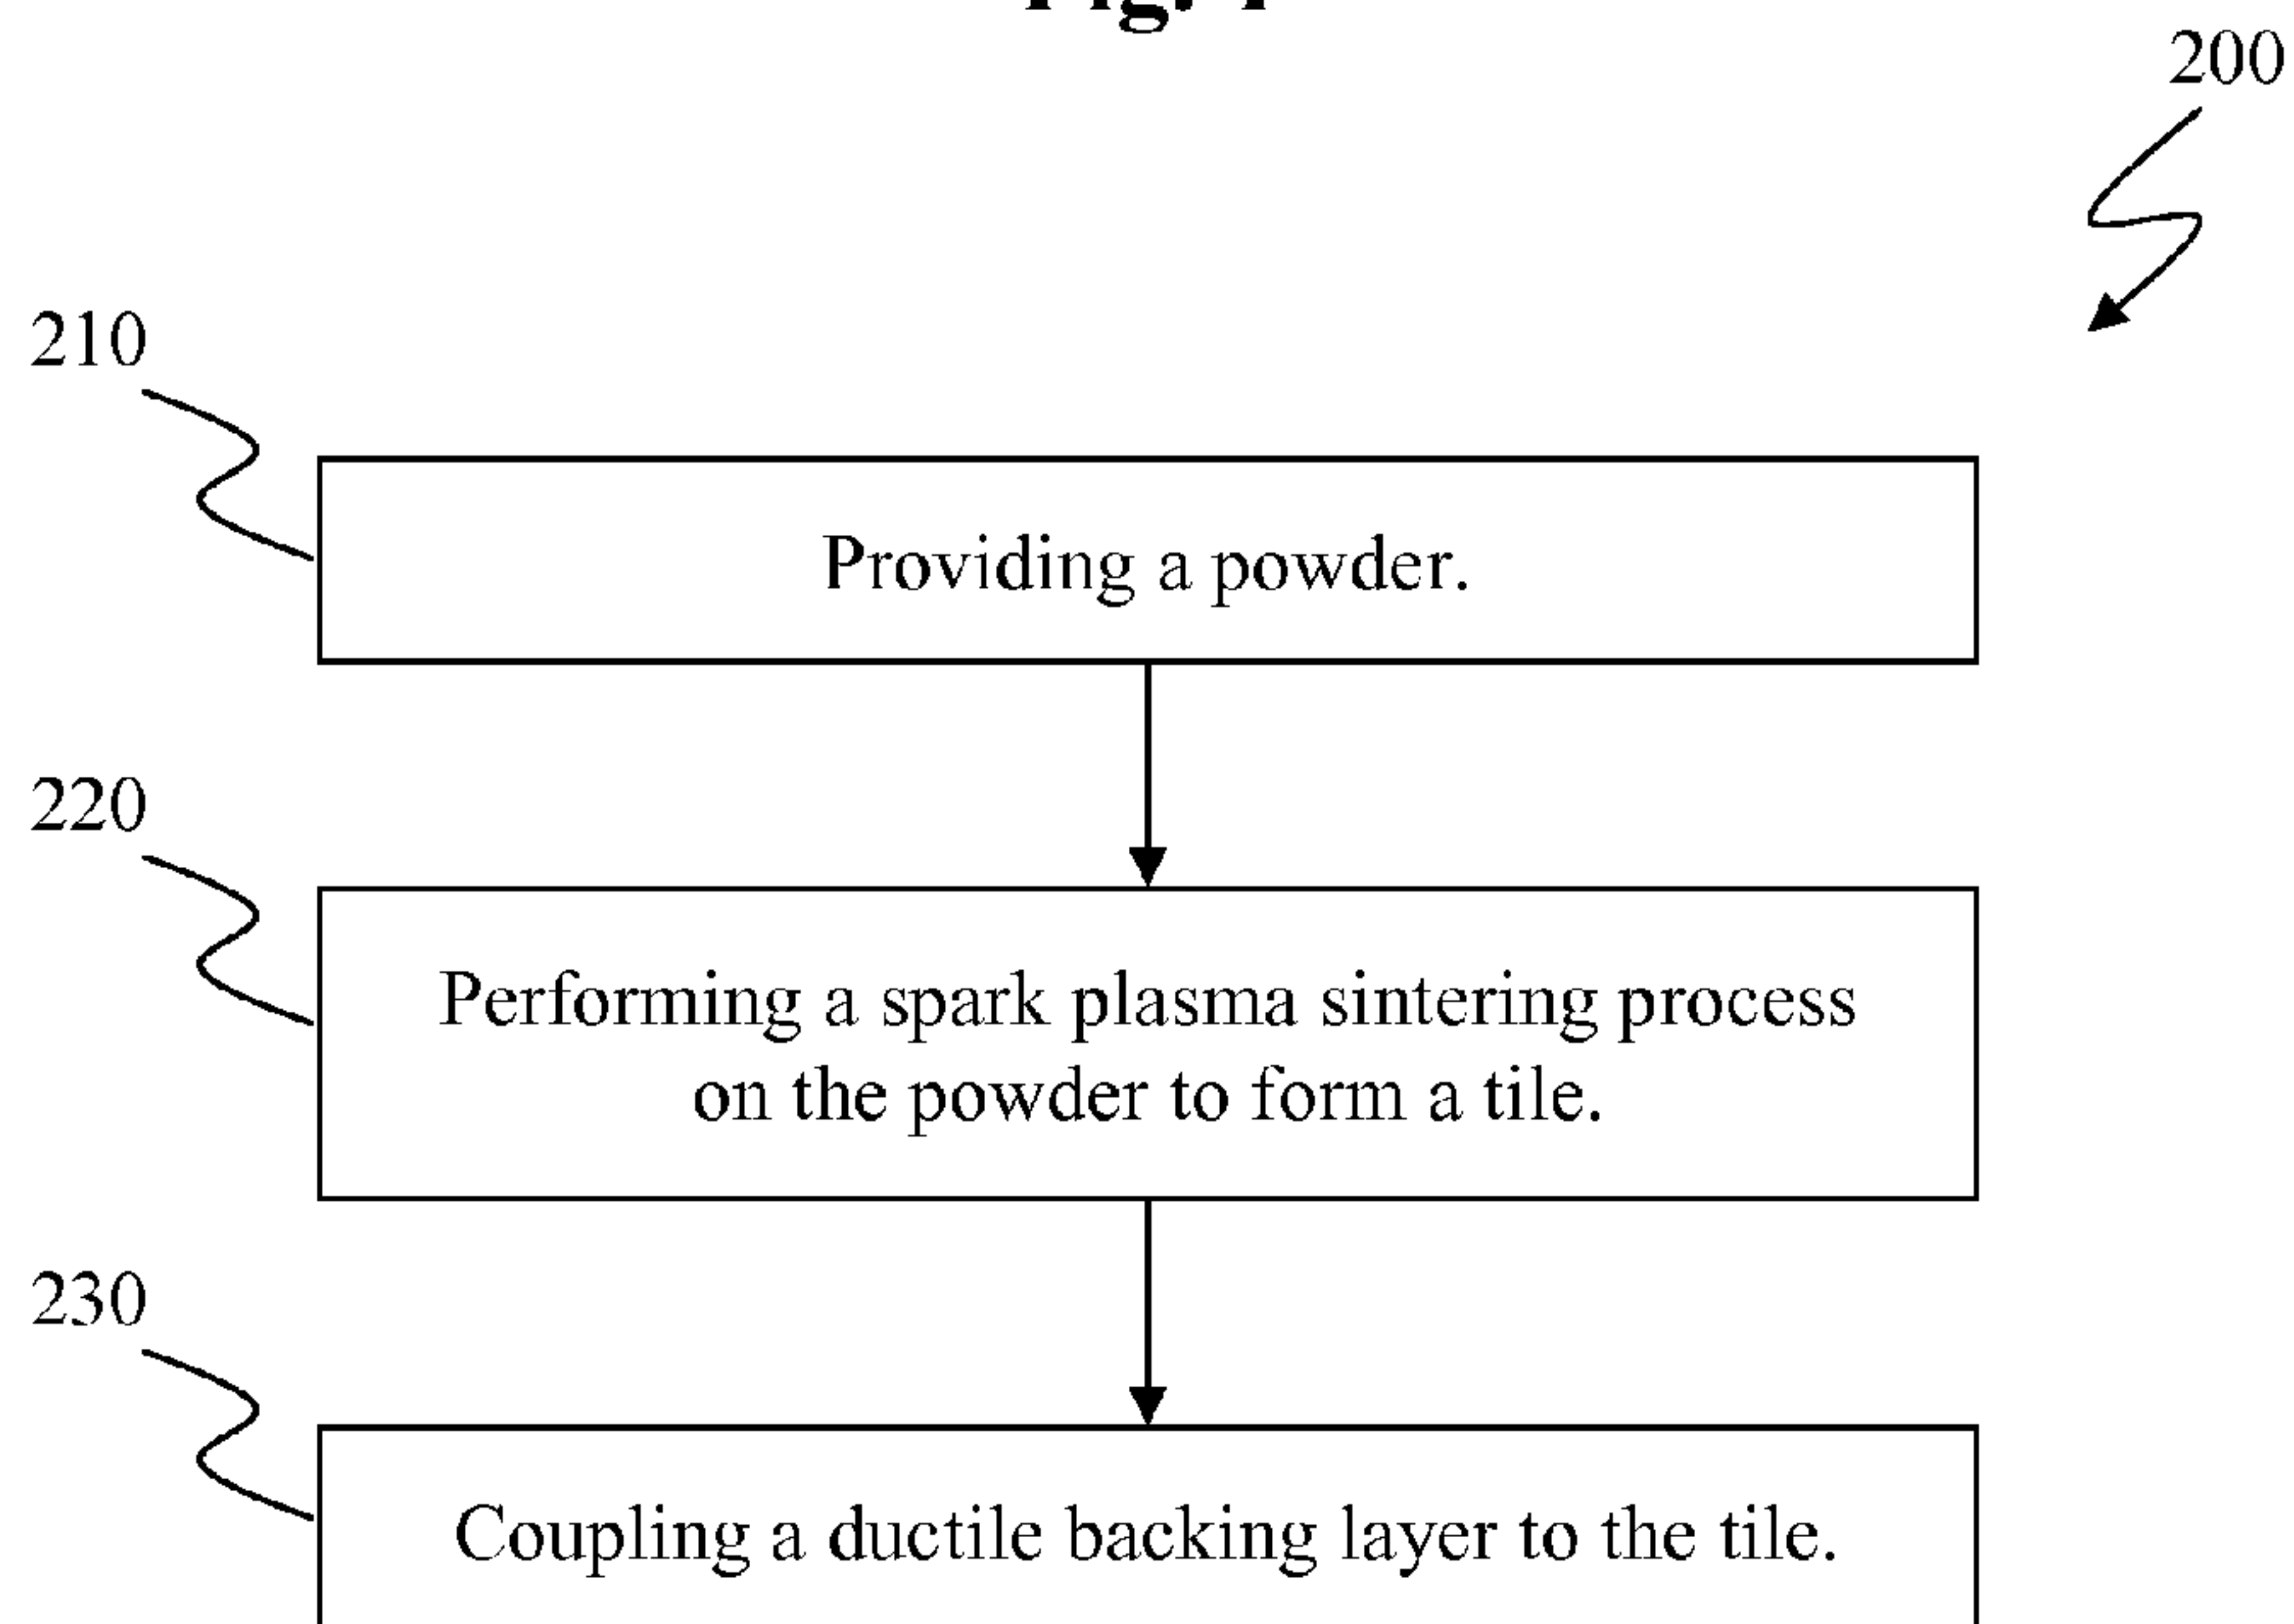 200
210
Providing a powder.
220
Performing a spark plasma sintering process
on the powder to form a tile.
230
Coupling a ductile backing layer to the tile.